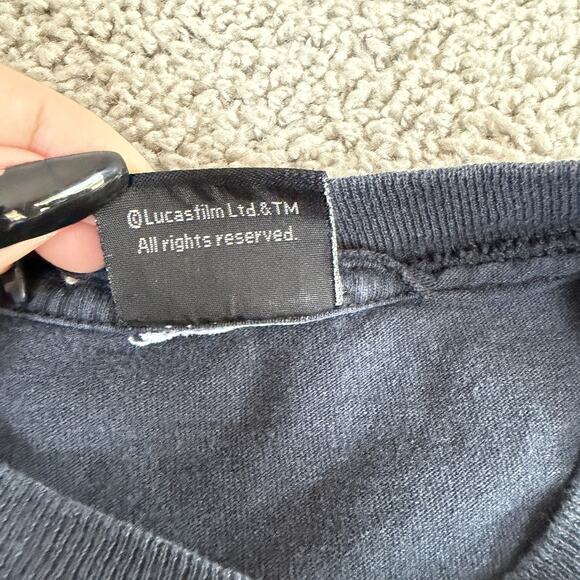 ©Lucasfilm Ltd.&TM
All rights reserved.